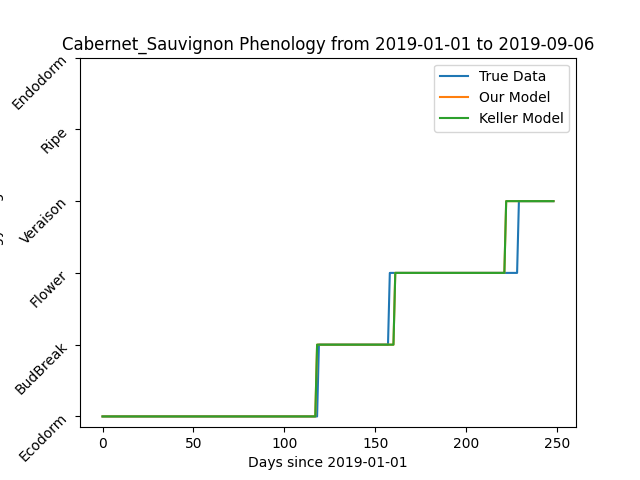 Cabernet_Sauvignon Phenology from 2019-01-01 to 2019-09-06
Endodorm
Ripe
Veraison
Flower
BudBreak
Ecodorm
True Data
Our Model
Keller Model
0 50 100 150 200 250
Days since 2019-01-01